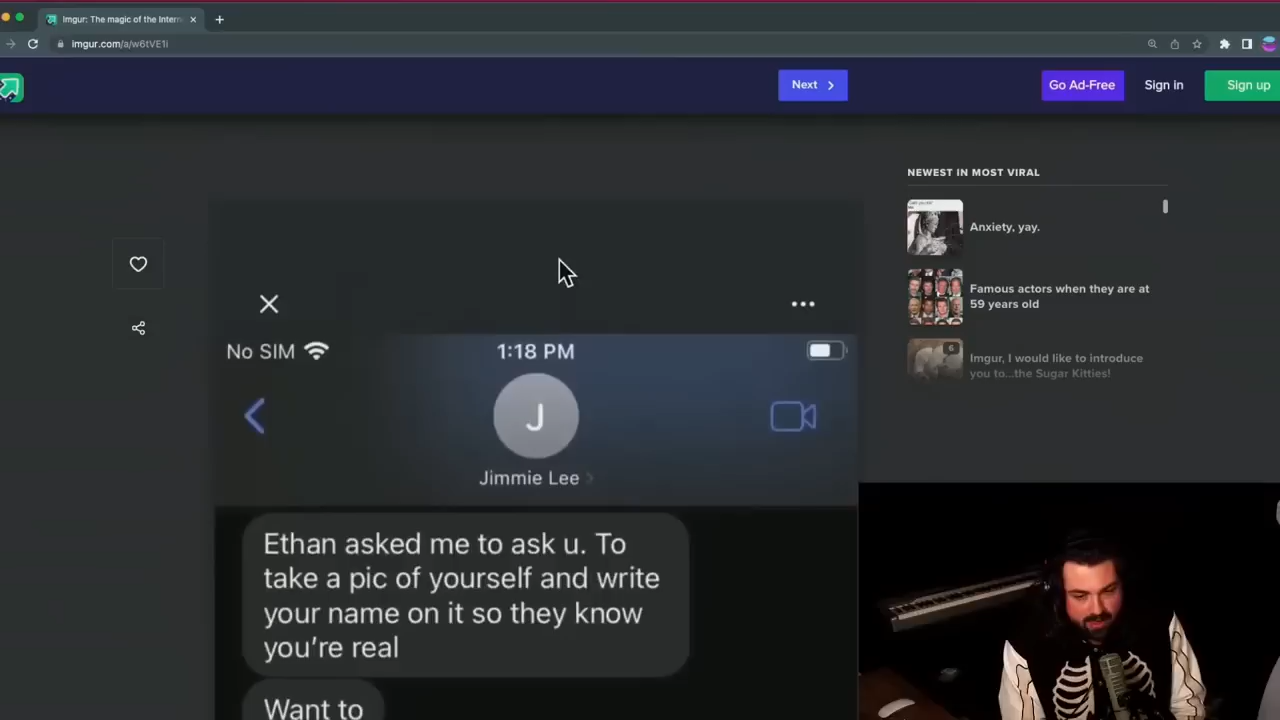 Imgur: The magic of the Intern
imgur.com/a/w6tVE1i
Next
Go Ad-Free
Sign in
Sign up
NEWEST IN MOST VIRAL
Anxiety, yay.
Famous actors when they are at
59 years old
6
Imgur, I would like to introduce
you to...the Sugar Kitties!
No SIM
1:18 PM
J
Jimmie Lee
Ethan asked me to ask u. To
take a pic of yourself and write
your name on it so they know
you're real
Want to